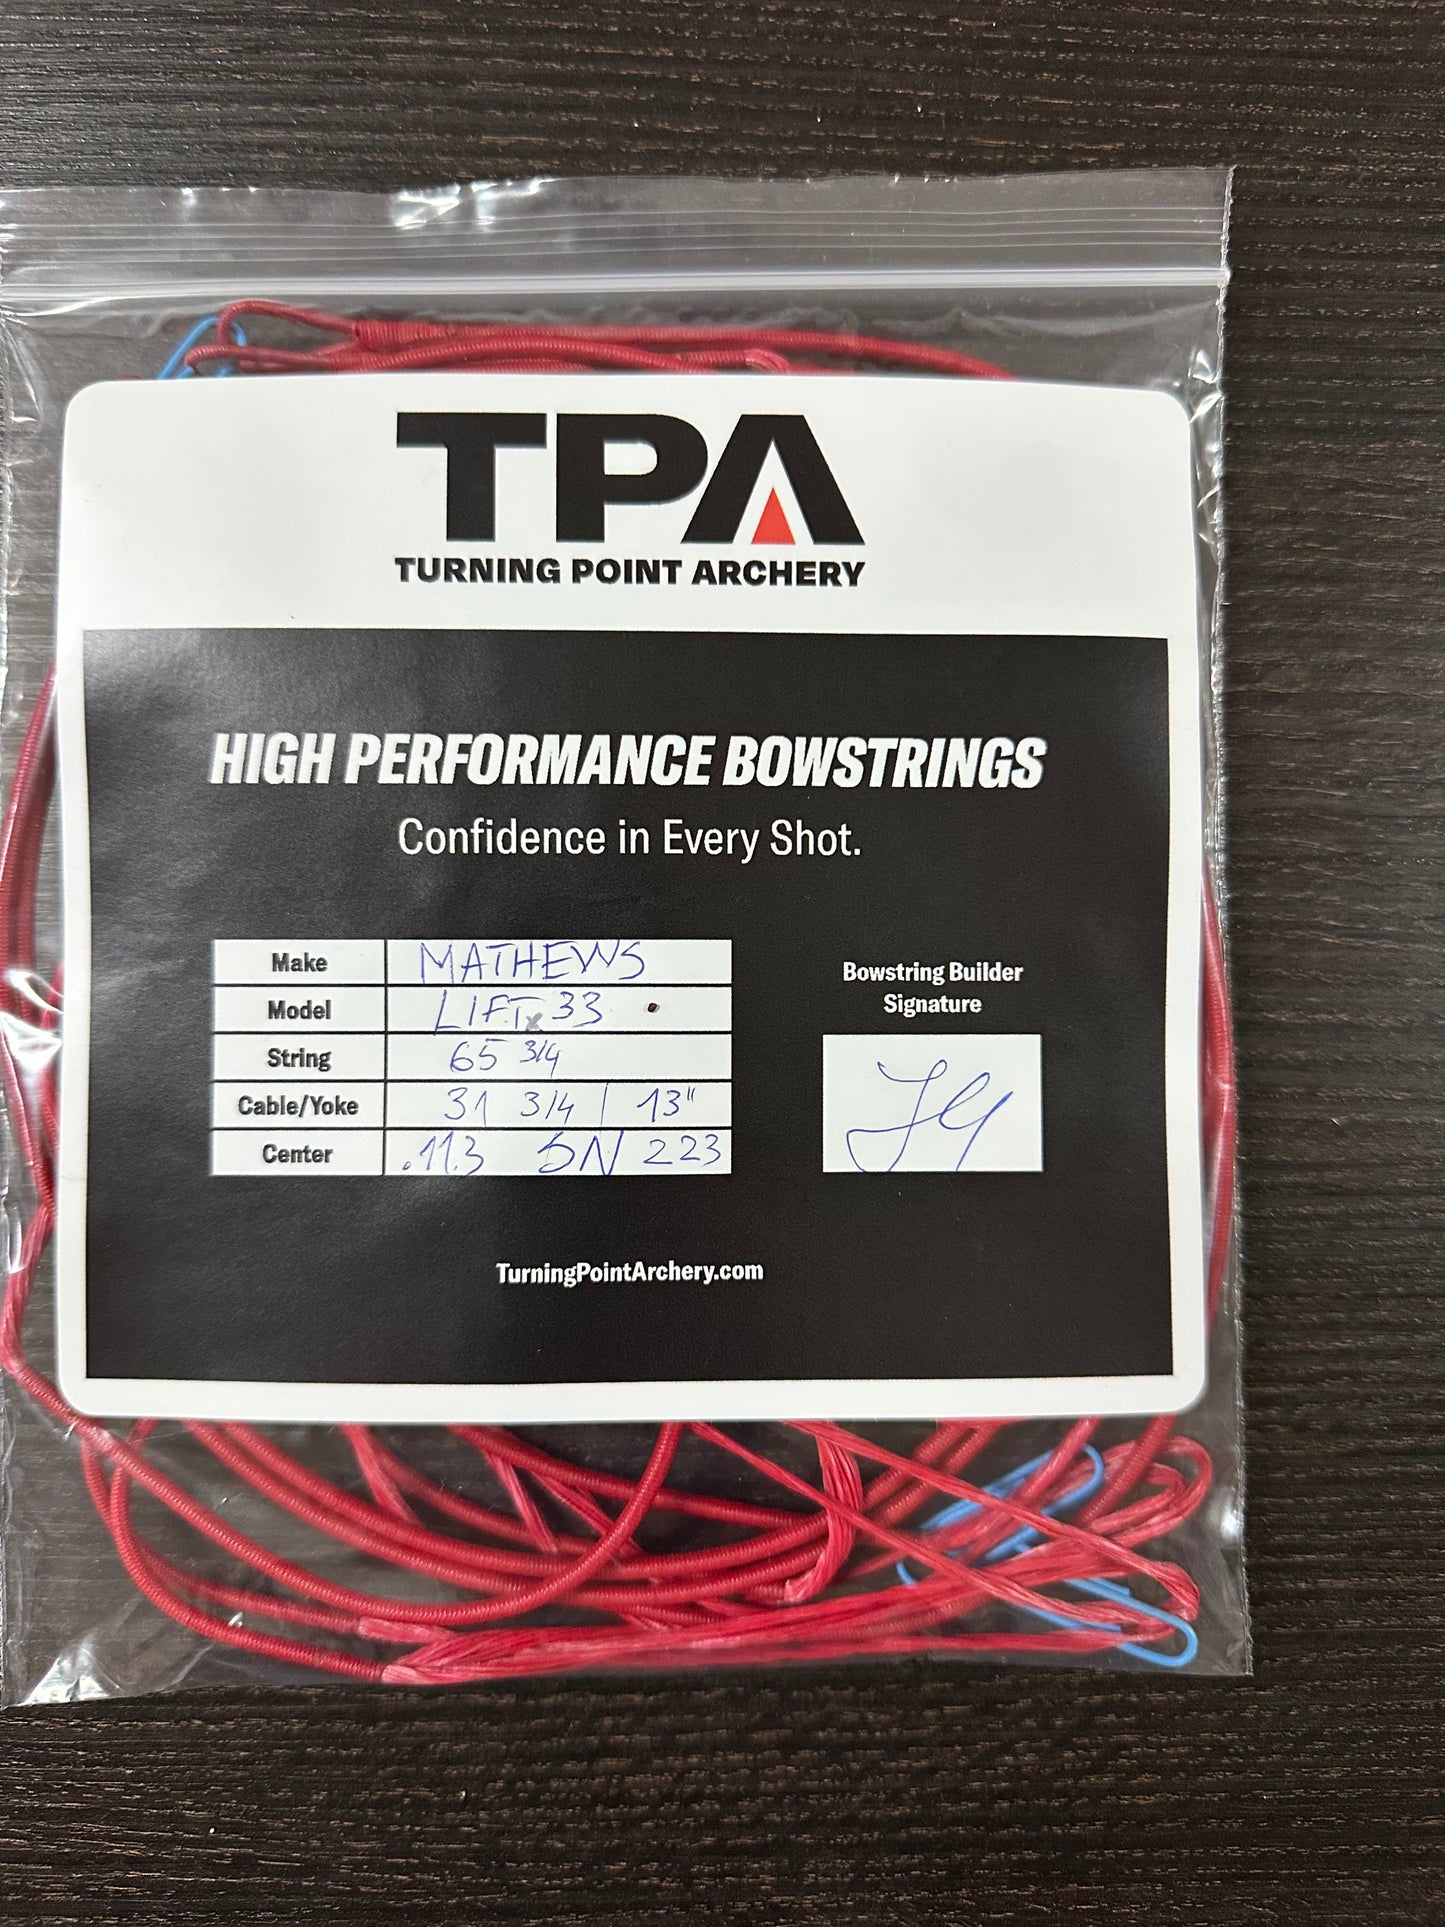 TPA
TURNING POINT ARCHERY
HIGH PERFORMANCE BOWSTRINGS
Confidence in Every Shot.
Make MATHEWS
Model LIFTx 33
String 65 3/4
Cable/Yoke 31 3/4 | 13"
Center .113 SN 223
Bowstring Builder
Signature
TurningPointArchery.com